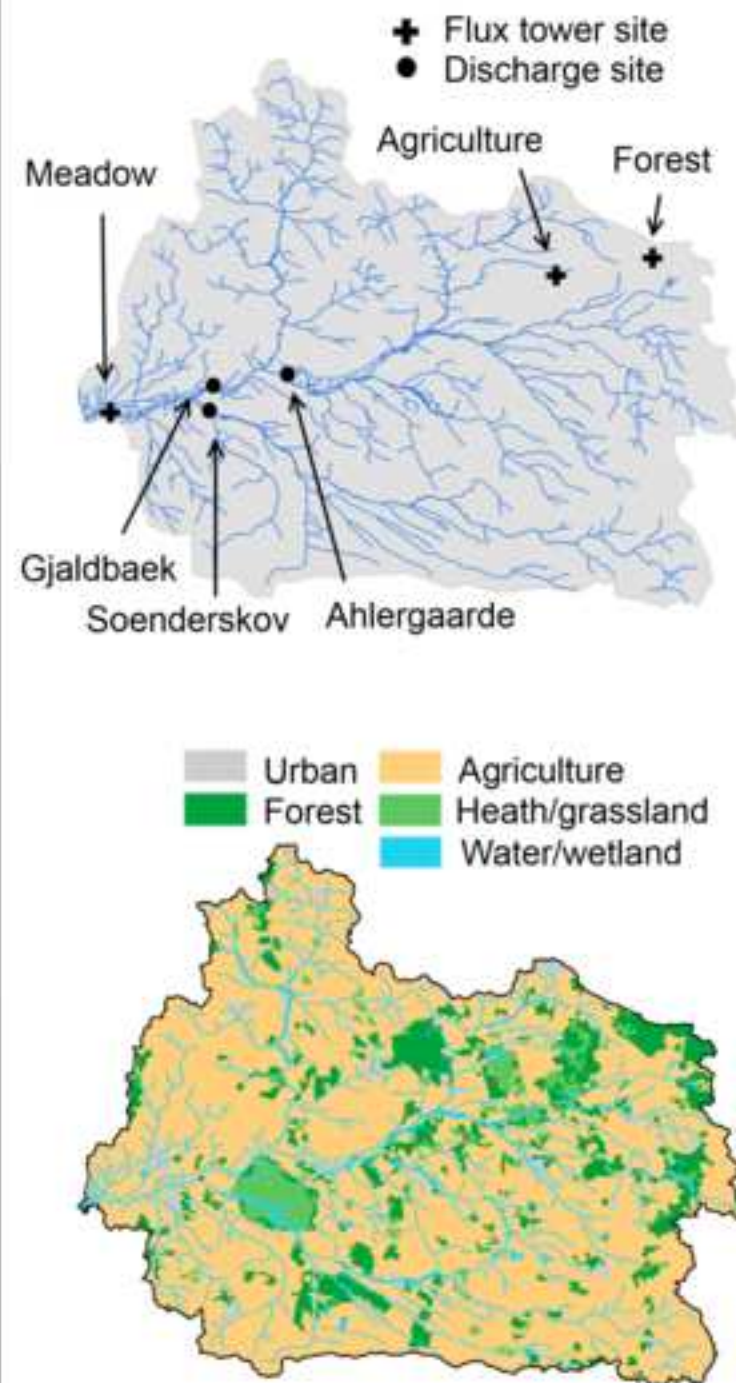 Flux tower site
Discharge site
Agriculture
Forest
Meadow
Gjaldbaek
Soenderskov
Ahlergaarde
Urban
Agriculture
Forest
Heath/grassland
Water/wetland